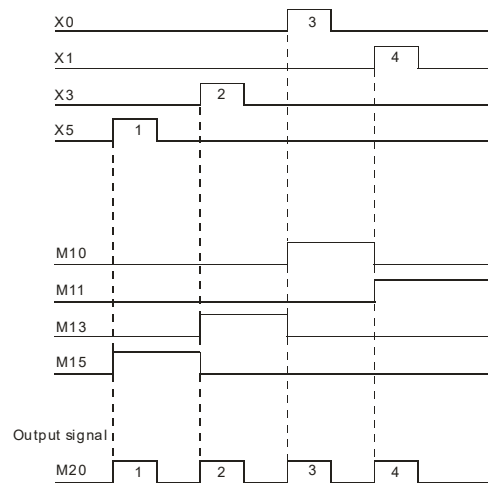 X0 3
X1 4
X3 2
X5 1
M10
M11
M13
M15
Output signal
M20 1 2 3 4